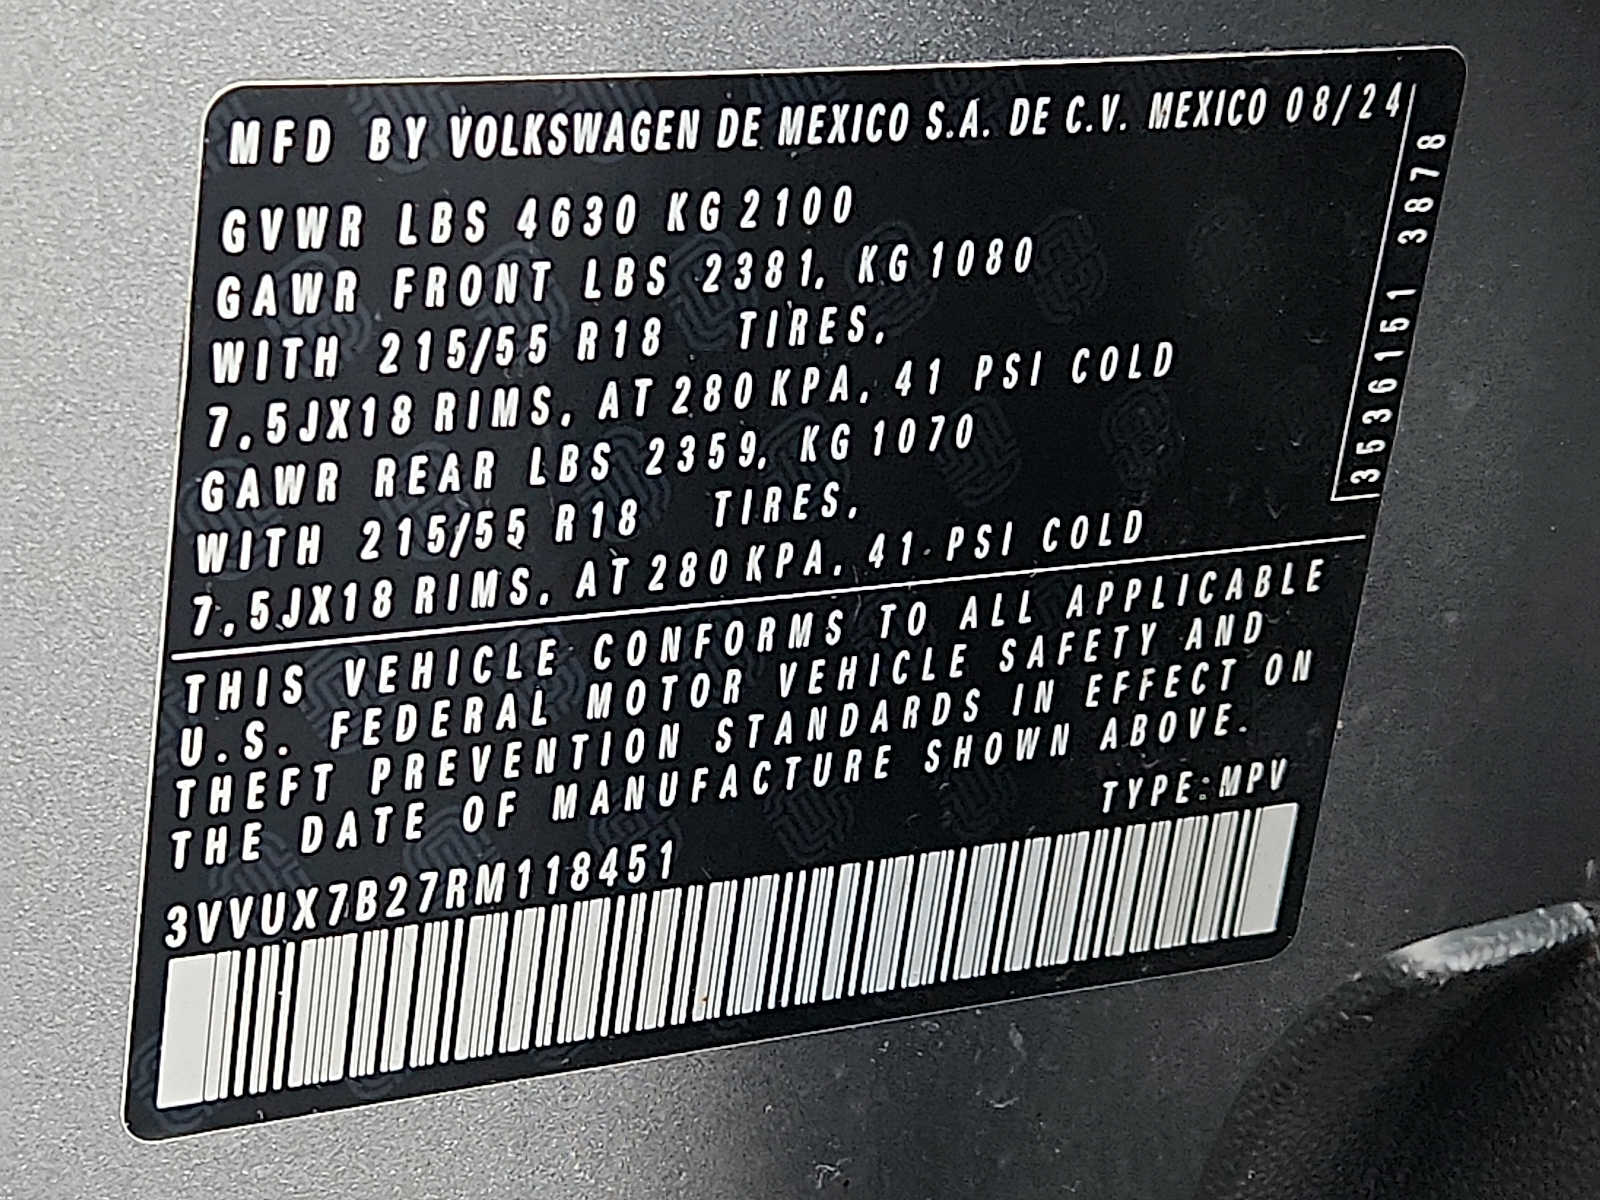 MFD BY VOLKSWAGEN DE MEXICO S.A. DE C.V. MEXICO 08/24
GVWR LBS 4630 KG 2100
GAWR FRONT LBS 2381, KG 1080
WITH 215/55 R18 TIRES,
7.5JX18 RIMS, AT 280 KPA, 41 PSI COLD
GAWR REAR LBS 2359, KG 1070
WITH 215/55 R18 TIRES,
7.5JX18 RIMS, AT 280 KPA, 41 PSI COLD
3536151 3878
THIS VEHICLE CONFORMS TO ALL APPLICABLE
U.S. FEDERAL MOTOR VEHICLE SAFETY AND
THEFT PREVENTION STANDARDS IN EFFECT ON
THE DATE OF MANUFACTURE SHOWN ABOVE.
TYPE:MPV
3VVUX7B27RM118451